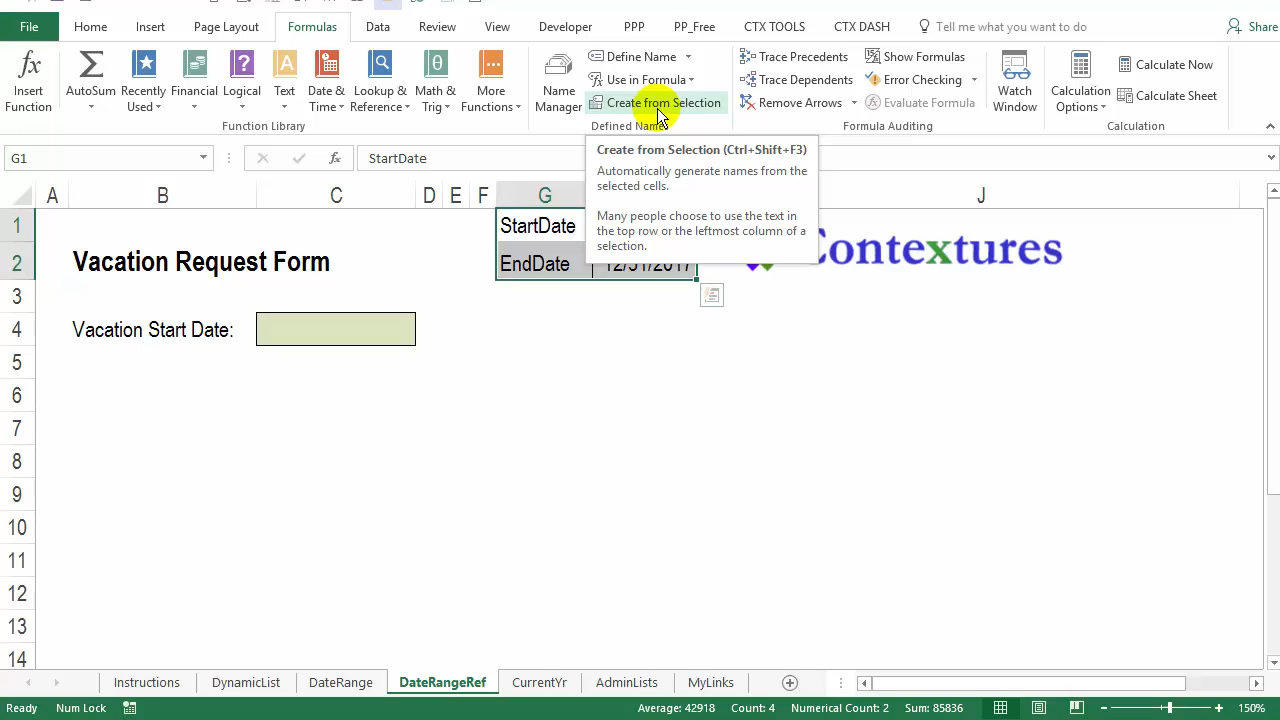 File Home Insert Page Layout Formulas Data Review View Developer PPP PP_Free CTX TOOLS CTX DASH Tell me what you want to do Share
Insert Function
AutoSum
Recently Used
Financial
Logical
Text
Date & Time
Lookup & Reference
Math & Trig
More Functions
Function Library
Name Manager
Define Name
Use in Formula
Create from Selection
Trace Precedents
Trace Dependents
Remove Arrows
Show Formulas
Error Checking
Evaluate Formula
Formula Auditing
Watch Window
Calculation Options
Calculate Now
Calculate Sheet
Calculation
G1 fx StartDate
Create from Selection (Ctrl+Shift+F3)
Automatically generate names from the
selected cells.
Many people choose to use the text in
the top row or the leftmost column of a
selection.
A B C D E F G J
1 StartDate
2 Vacation Request Form EndDate 12/31/2017
Contextures
3
4 Vacation Start Date:
5
6
7
8
9
10
11
12
13
14
Instructions DynamicList DateRange DateRangeRef CurrentYr AdminLists MyLinks
Ready Num Lock Average: 42918 Count: 4 Numerical Count: 2 Sum: 85836 150%